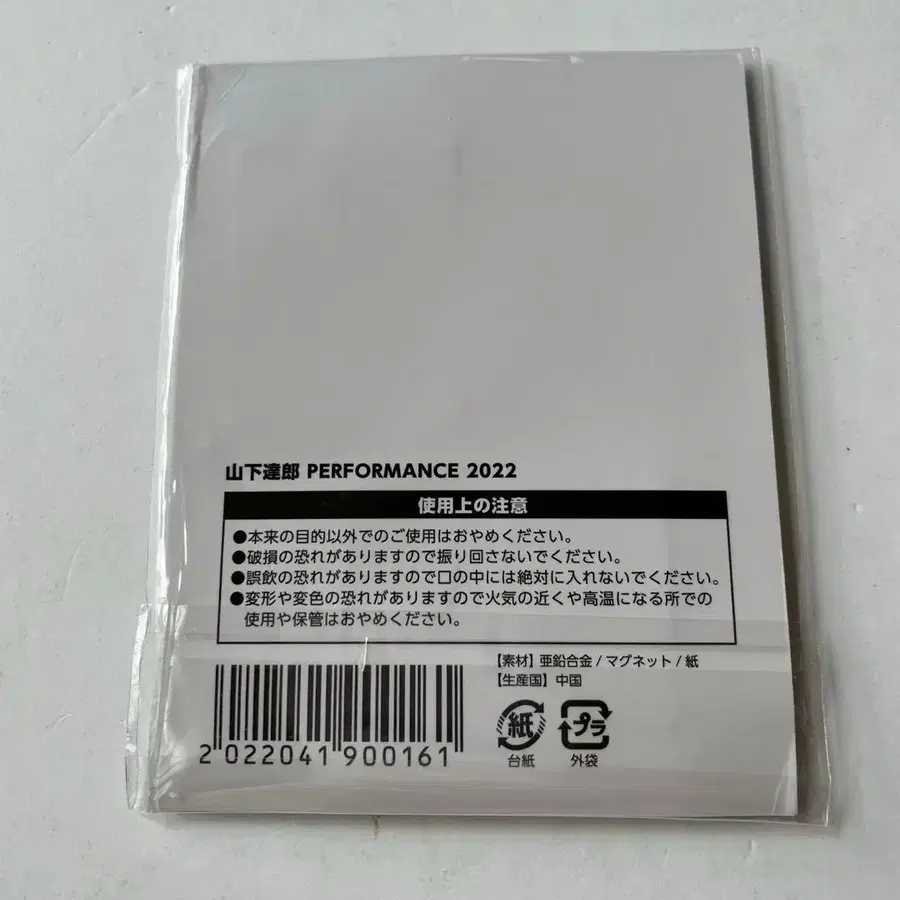 山下達郎 PERFORMANCE 2022
使用上の注意
●本来の目的以外でのご使用はおやめください。
●破損の恐れがありますので振り回さないでください。
●誤飲の恐れがありますので口の中には絶対に入れないでください。
●変形や変色の恐れがありますので火気の近くや高温になる所での
使用や保管はおやめください。
【素材】亜鉛合金/マグネット/紙
【生産国】中国
2 022041 900161
紙 プラ
台紙 外袋